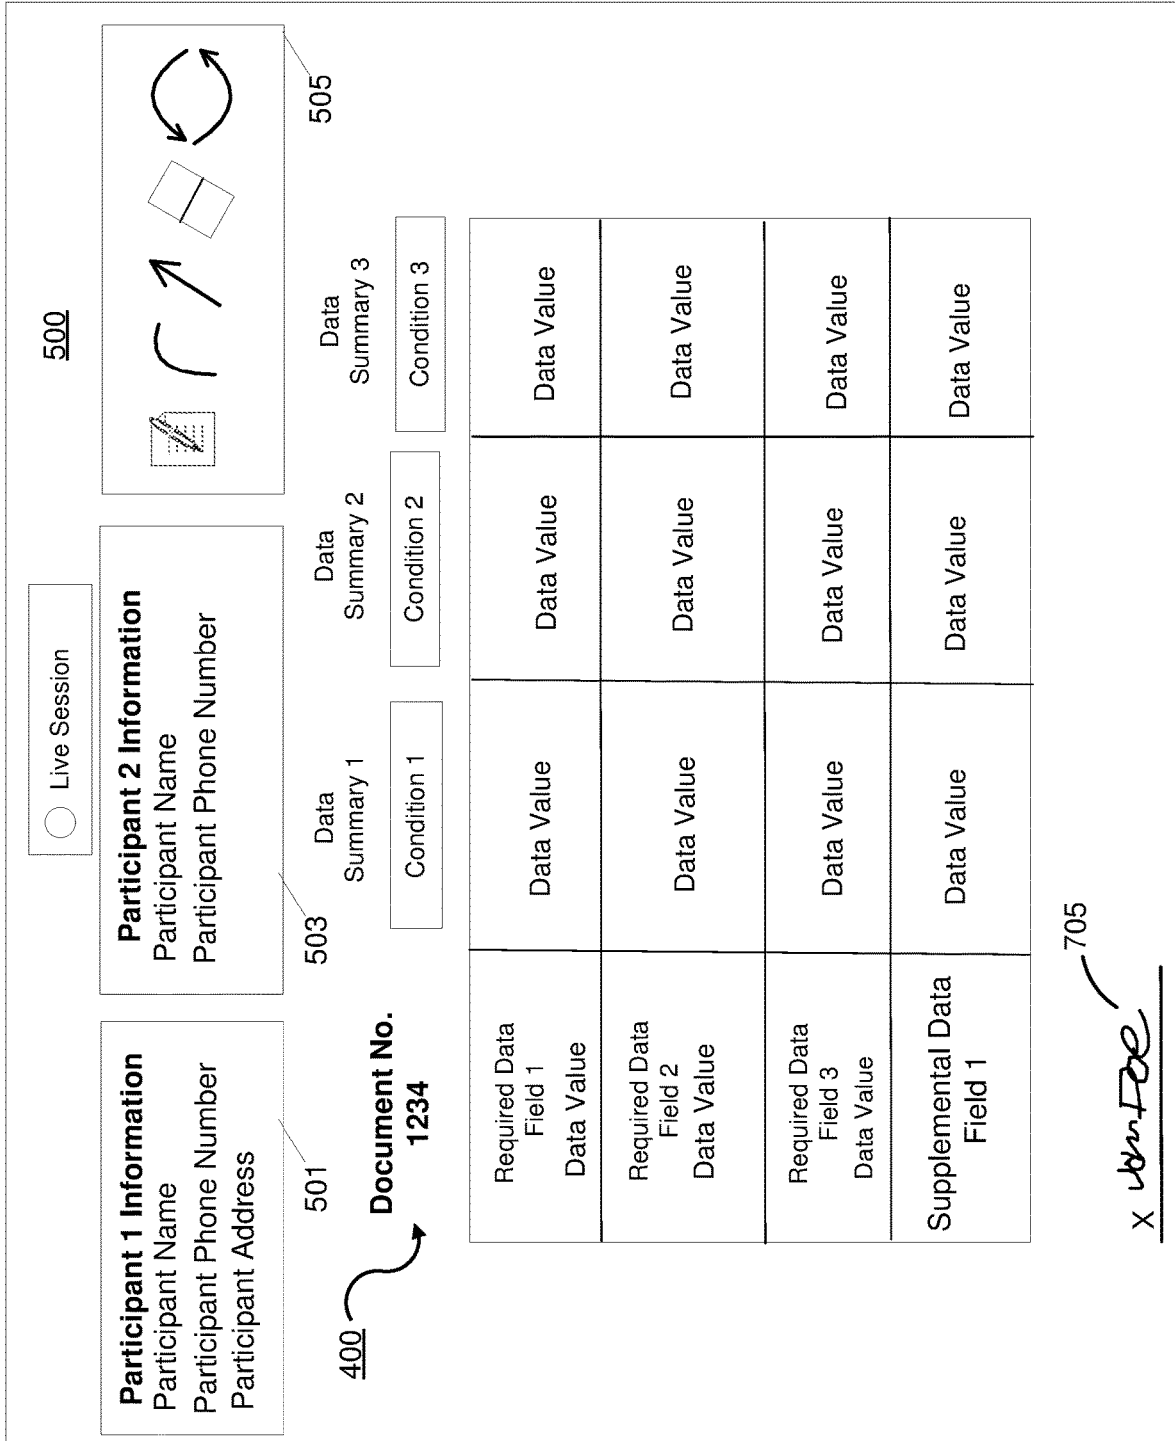 500
Live Session
Participant 1 Information
Participant Name
Participant Phone Number
Participant Address
501
Participant 2 Information
Participant Name
Participant Phone Number
503
505
400
Document No.
1234
Data
Summary 1
Condition 1
Data
Summary 2
Condition 2
Data
Summary 3
Condition 3
Required Data
Field 1
Data Value
Data Value
Data Value
Data Value
Required Data
Field 2
Data Value
Data Value
Data Value
Data Value
Required Data
Field 3
Data Value
Data Value
Data Value
Data Value
Supplemental Data
Field 1
Data Value
Data Value
Data Value
X
705